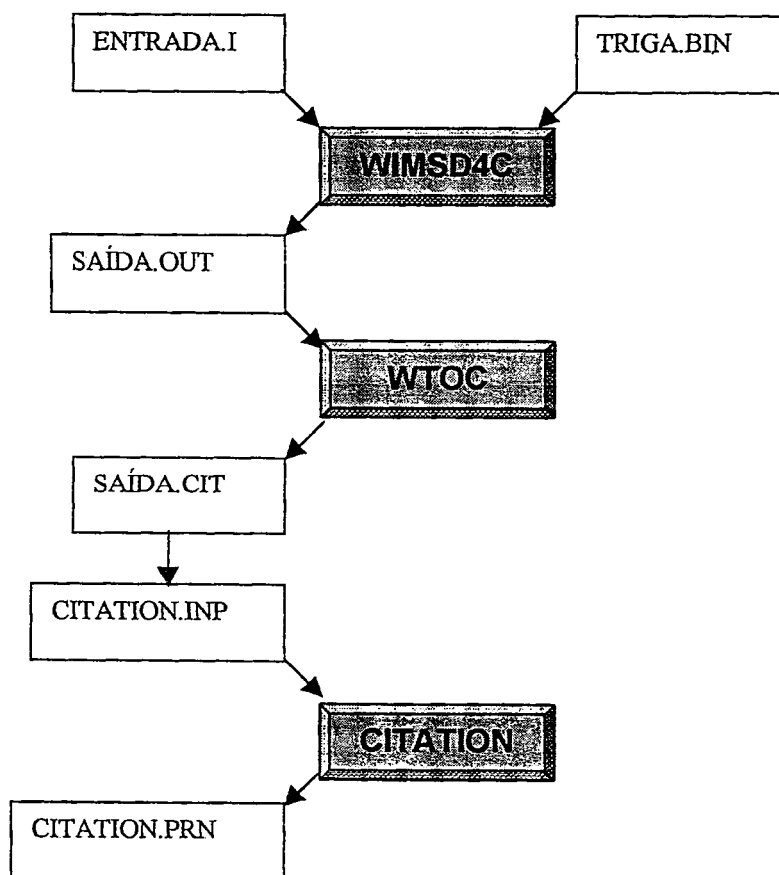 ENTRADA.I
TRIGA.BIN
WIMSD4C
SAÍDA.OUT
WTOC
SAÍDA.CIT
CITATION.INP
CITATION
CITATION.PRN